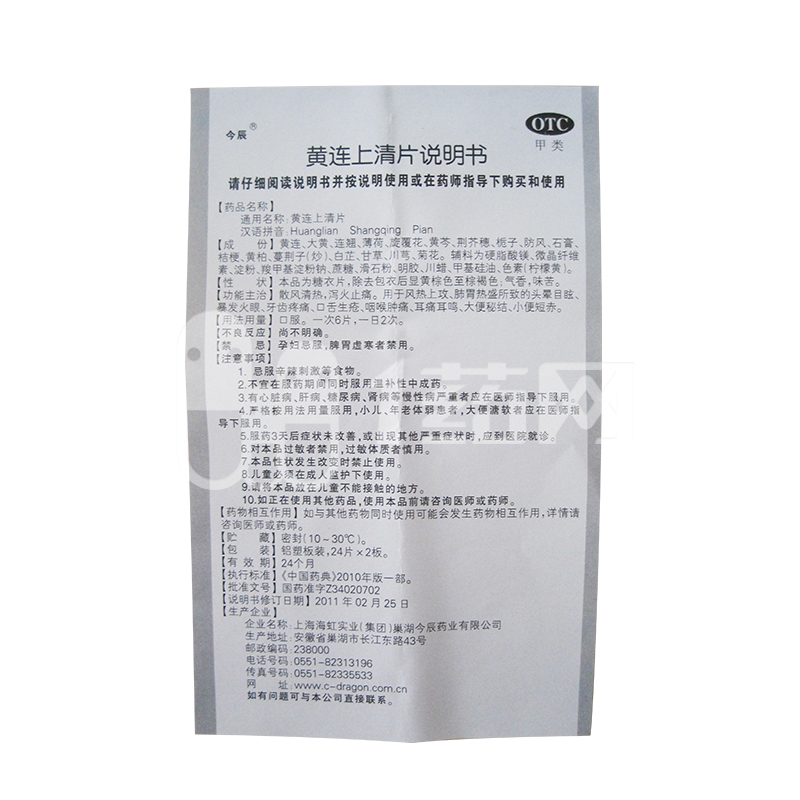 今辰®
OTC
甲类
黄连上清片说明书
请仔细阅读说明书并按说明使用或在药师指导下购买和使用
【药品名称】
通用名称:黄连上清片
汉语拼音:Huanglian Shangqing Pian
【成 份】黄连、大黄、连翘、薄荷、旋覆花、黄芩、荆芥穗、栀子、防风、石膏、
桔梗、黄柏、蔓荆子(炒)、白芷、甘草、川芎、菊花。辅料为硬脂酸镁、微晶纤维
素、淀粉、羧甲基淀粉钠、蔗糖、滑石粉、明胶、川蜡、甲基硅油、色素(柠檬黄)。
【性 状】本品为糖衣片,除去包衣后显黄棕色至棕褐色;气香,味苦。
【功能主治】散风清热,泻火止痛。用于风热上攻、肺胃热盛所致的头晕目眩、
暴发火眼、牙齿疼痛、口舌生疮、咽喉肿痛、耳痛耳鸣、大便秘结、小便短赤。
【用法用量】口服。一次6片,一日2次。
【不良反应】尚不明确。
【禁 忌】孕妇忌服,脾胃虚寒者禁用。
【注意事项】
1. 忌服辛辣刺激等食物。
2.不宜在服药期间同时服用温补性中成药。
3.有心脏病、肝病、糖尿病、肾病等慢性病严重者应在医师指导下服用。
4.严格按用法用量服用,小儿、年老体弱患者,大便溏软者应在医师指
导下服用。
5.服药3天后症状未改善,或出现其他严重症状时,应到医院就诊。
6.对本品过敏者禁用,过敏体质者慎用。
7.本品性状发生改变时禁止使用。
8.儿童必须在成人监护下使用。
9.请将本品放在儿童不能接触的地方。
10.如正在使用其他药品,使用本品前请咨询医师或药师。
【药物相互作用】如与其他药物同时使用可能会发生药物相互作用,详情请
咨询医师或药师。
【贮 藏】密封(10~30℃)。
【包 装】铝塑板装,24片×2板。
【有 效 期】24个月
【执行标准】《中国药典》2010年版一部。
【批准文号】国药准字Z34020702
【说明书修订日期】2011年02月25日
【生产企业】
企业名称:上海海虹实业(集团)巢湖今辰药业有限公司
生产地址:安徽省巢湖市长江东路43号
邮政编码:238000
电话号码:0551-82313196
传真号码:0551-82335533
网 址:www.c-dragon.com.cn
如有问题可与本公司直接联系。
1药网